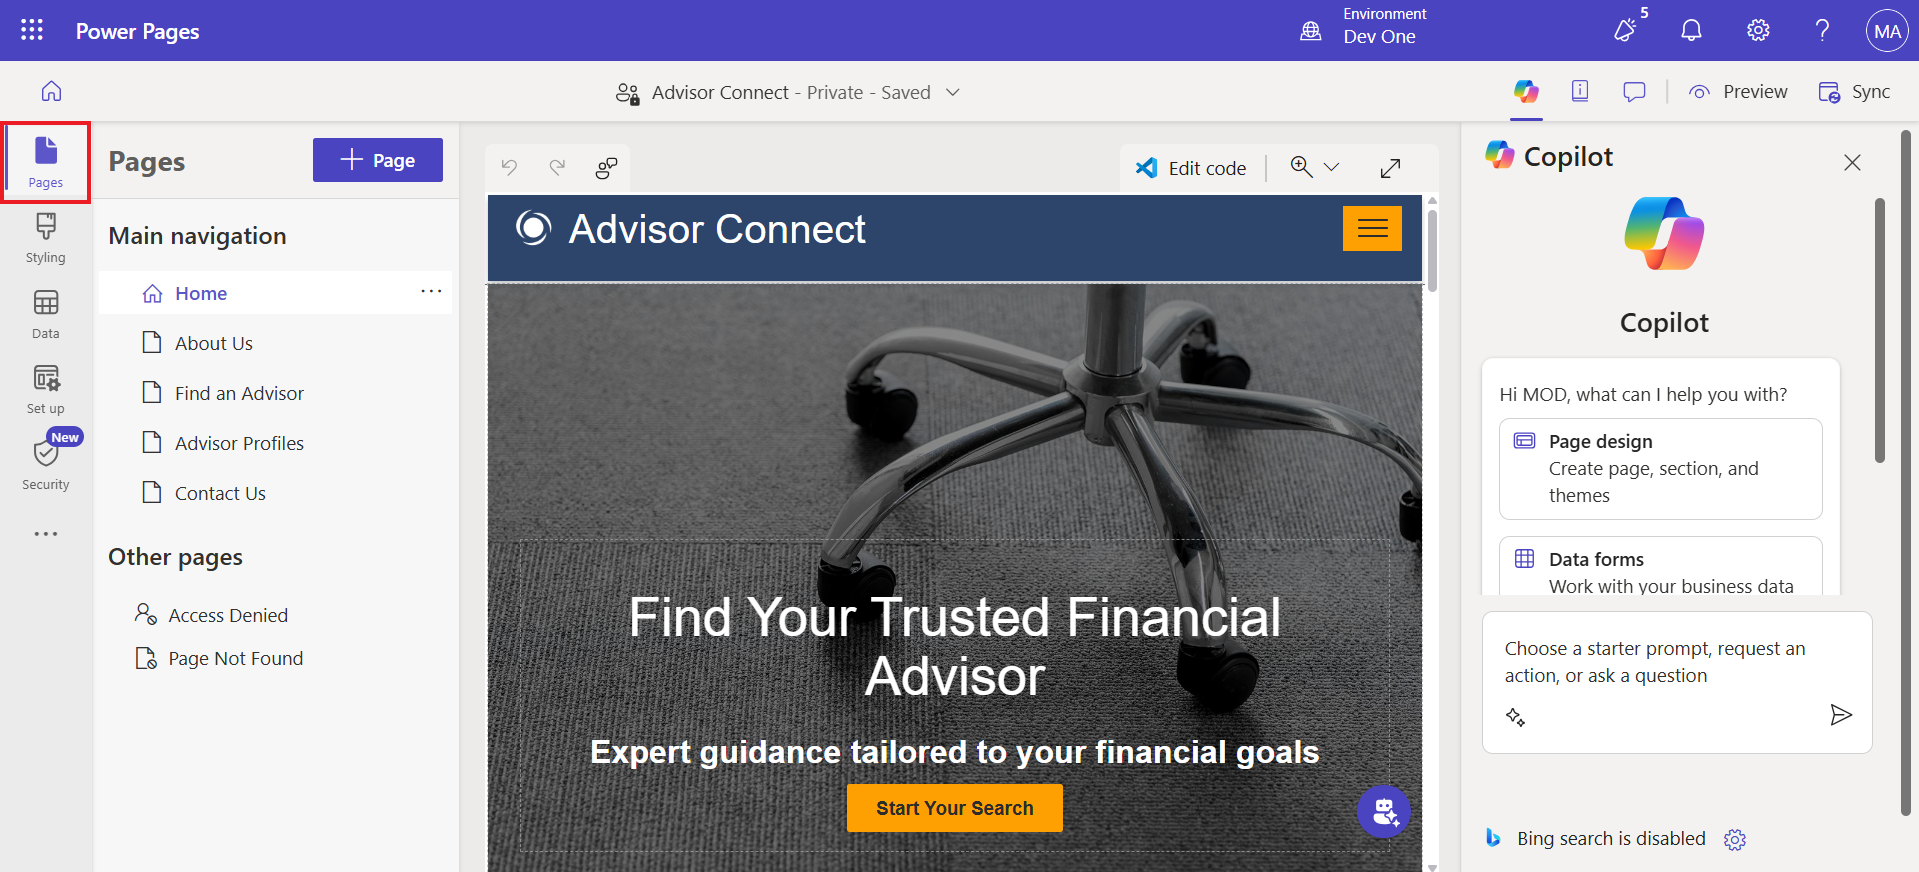 Power Pages
Environment
Dev One
5
MA
Advisor Connect - Private - Saved
Preview
Sync
Pages
Styling
Data
Set up
New
Security
Pages
+ Page
Main navigation
Home
About Us
Find an Advisor
Advisor Profiles
Contact Us
Other pages
Access Denied
Page Not Found
Edit code
Advisor Connect
Find Your Trusted Financial
Advisor
Expert guidance tailored to your financial goals
Start Your Search
Copilot
Copilot
Hi MOD, what can I help you with?
Page design
Create page, section, and
themes
Data forms
Work with your business data
Choose a starter prompt, request an
action, or ask a question
Bing search is disabled